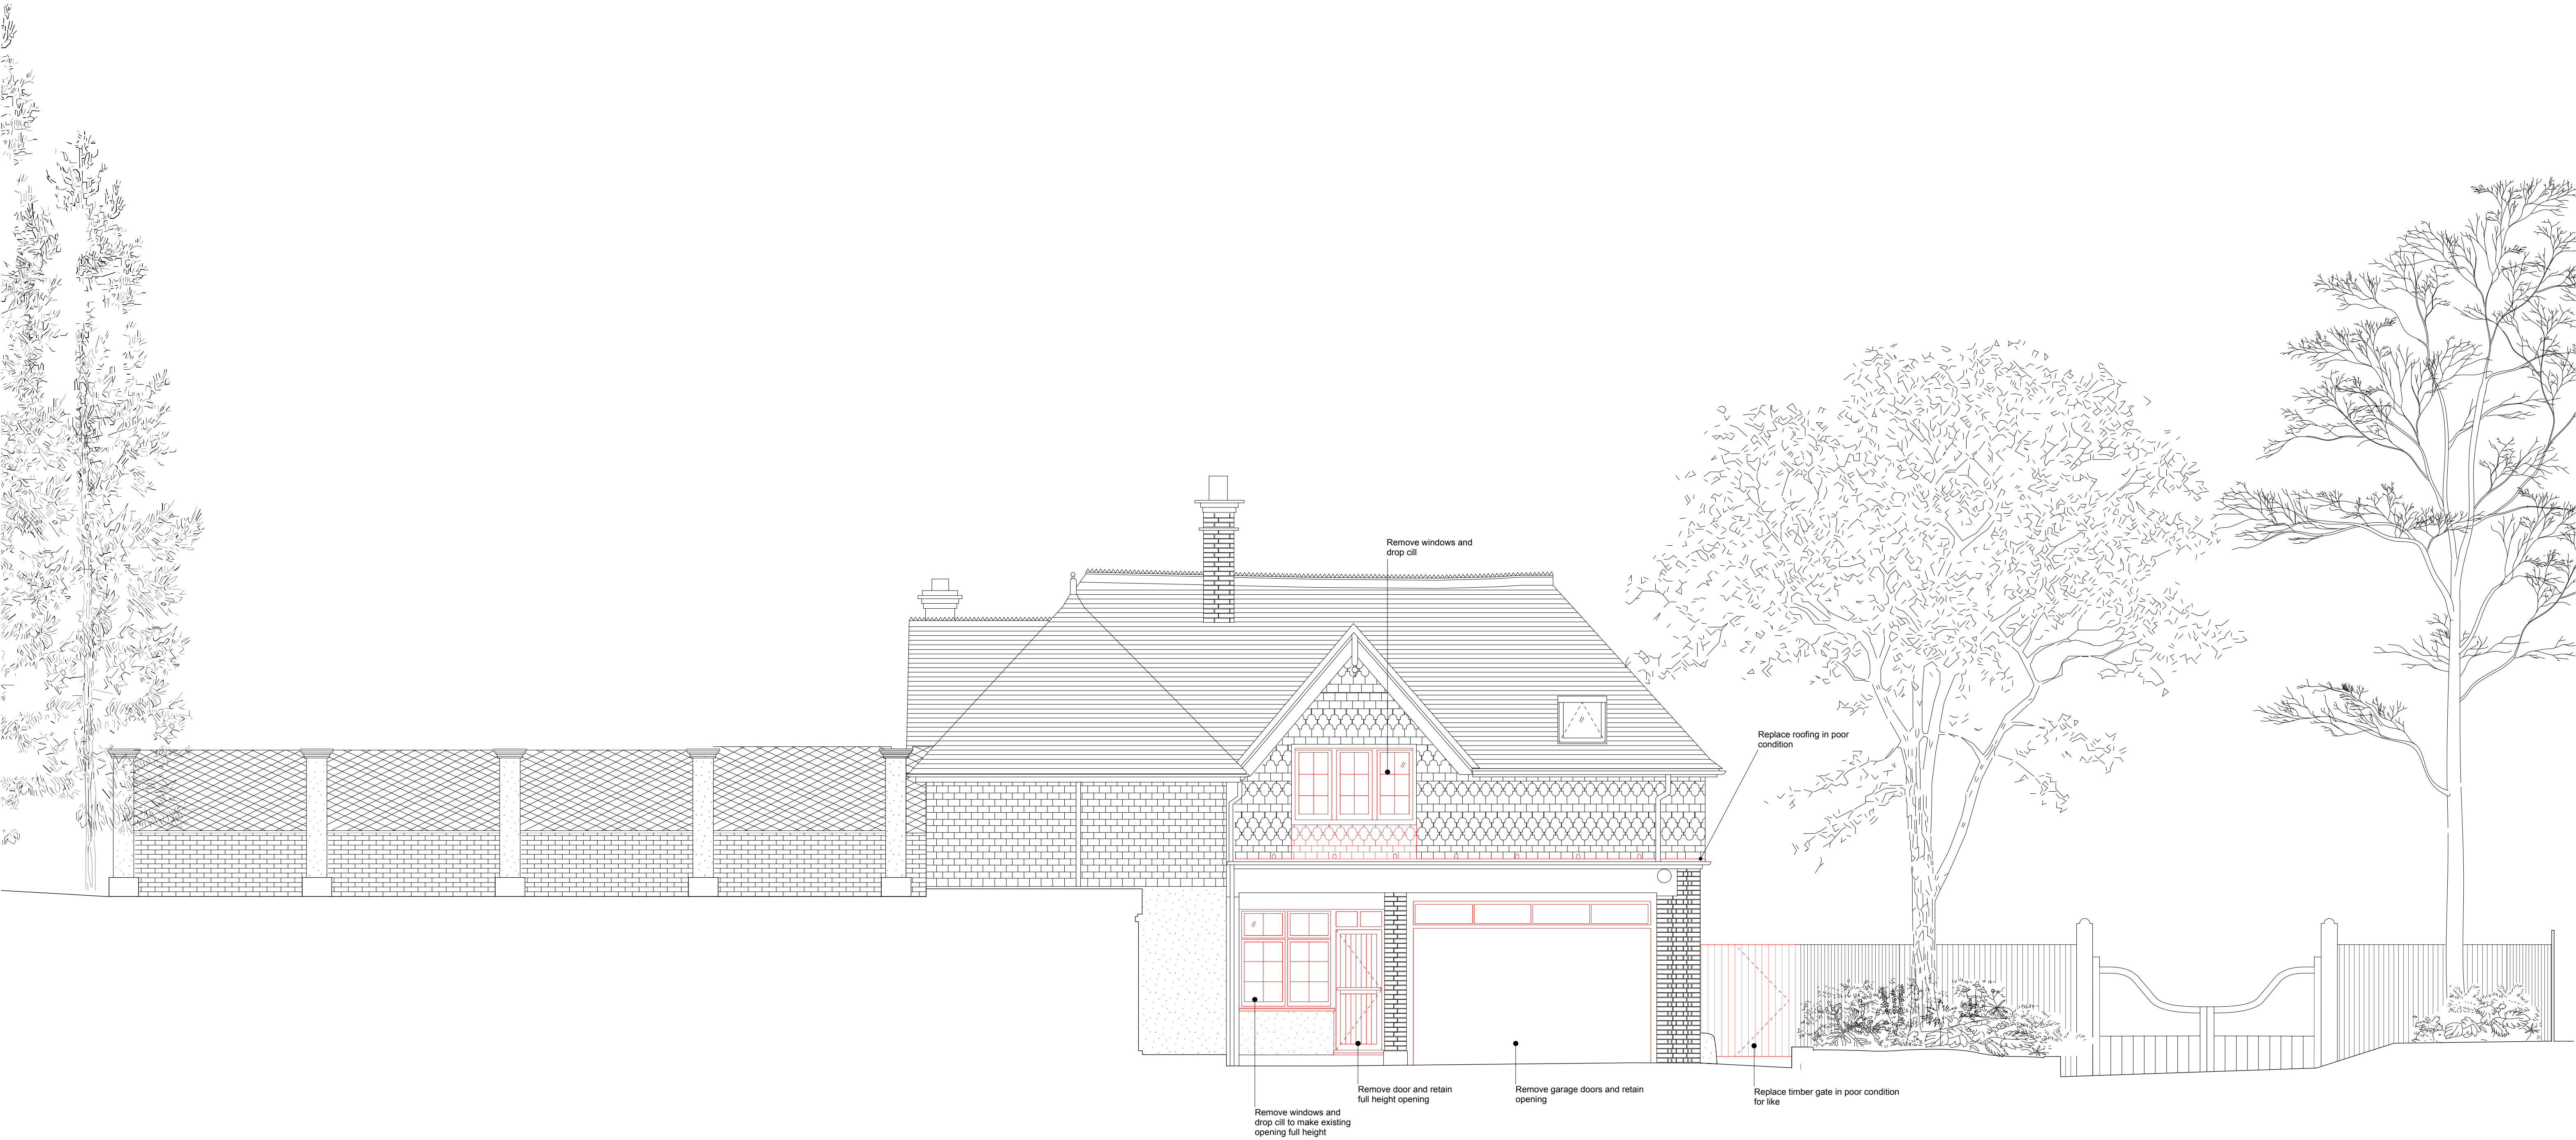 Remove windows and
drop cill
Replace roofing in poor
condition
Remove windows and
drop cill to make existing
opening full height
Remove door and retain
full height opening
Remove garage doors and retain
opening
Replace timber gate in poor condition
for like